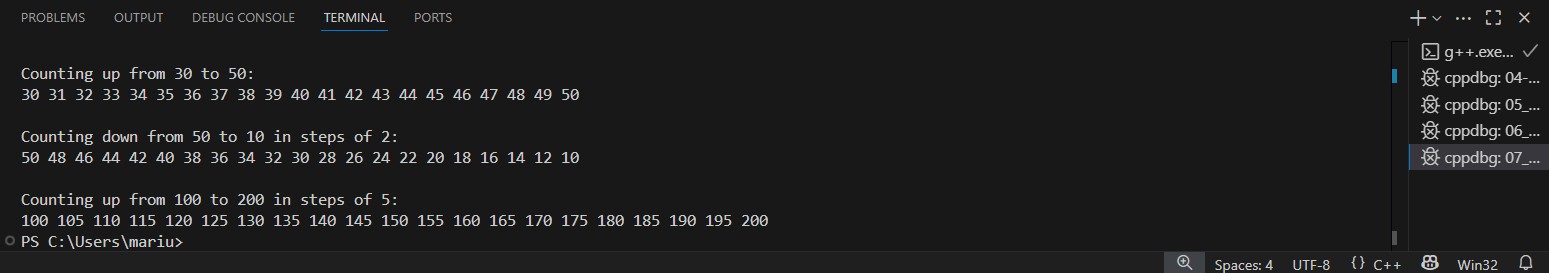 PROBLEMS OUTPUT DEBUG CONSOLE TERMINAL PORTS
Counting up from 30 to 50:
30 31 32 33 34 35 36 37 38 39 40 41 42 43 44 45 46 47 48 49 50
Counting down from 50 to 10 in steps of 2:
50 48 46 44 42 40 38 36 34 32 30 28 26 24 22 20 18 16 14 12 10
Counting up from 100 to 200 in steps of 5:
100 105 110 115 120 125 130 135 140 145 150 155 160 165 170 175 180 185 190 195 200
PS C:\Users\mariu>
g++.exe...
cppdbg: 04-...
cppdbg: 05_...
cppdbg: 06_...
cppdbg: 07_...
Spaces: 4 UTF-8 {} C++ Win32